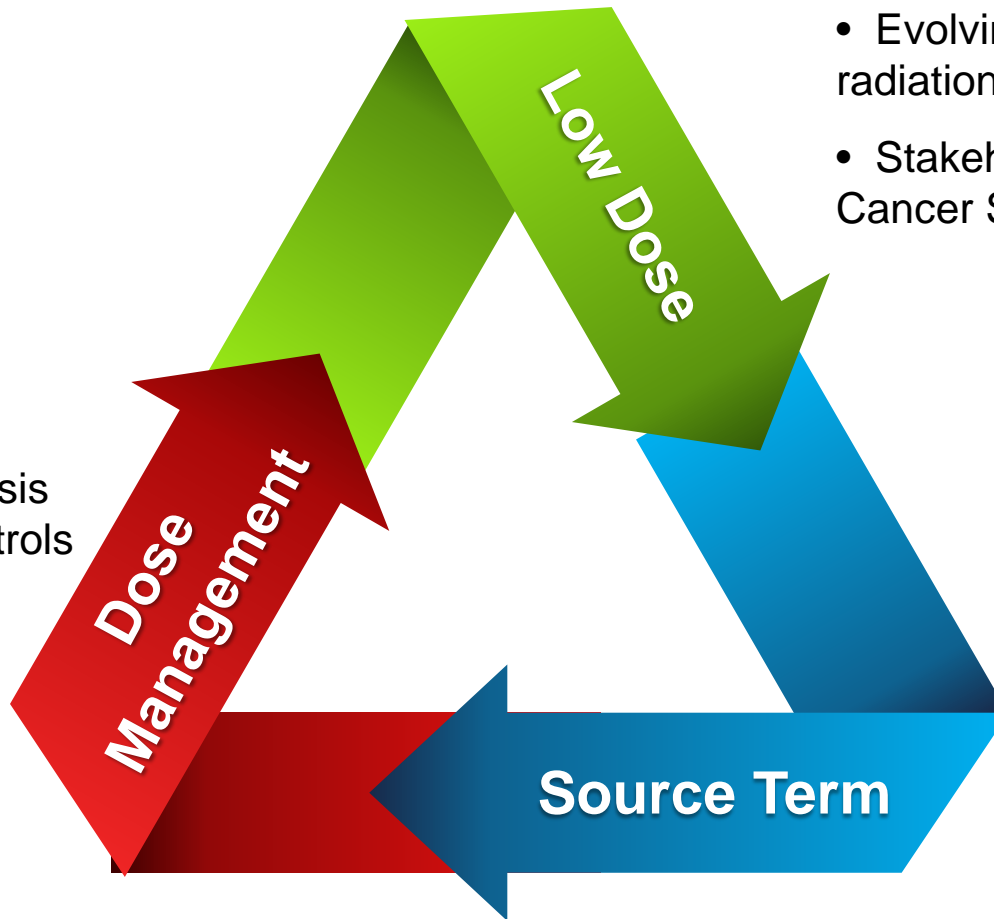 • Evolvin
radiation
• Stakeh
Cancer S
Low Dose
sis
trols
Dose
Management
Source Term